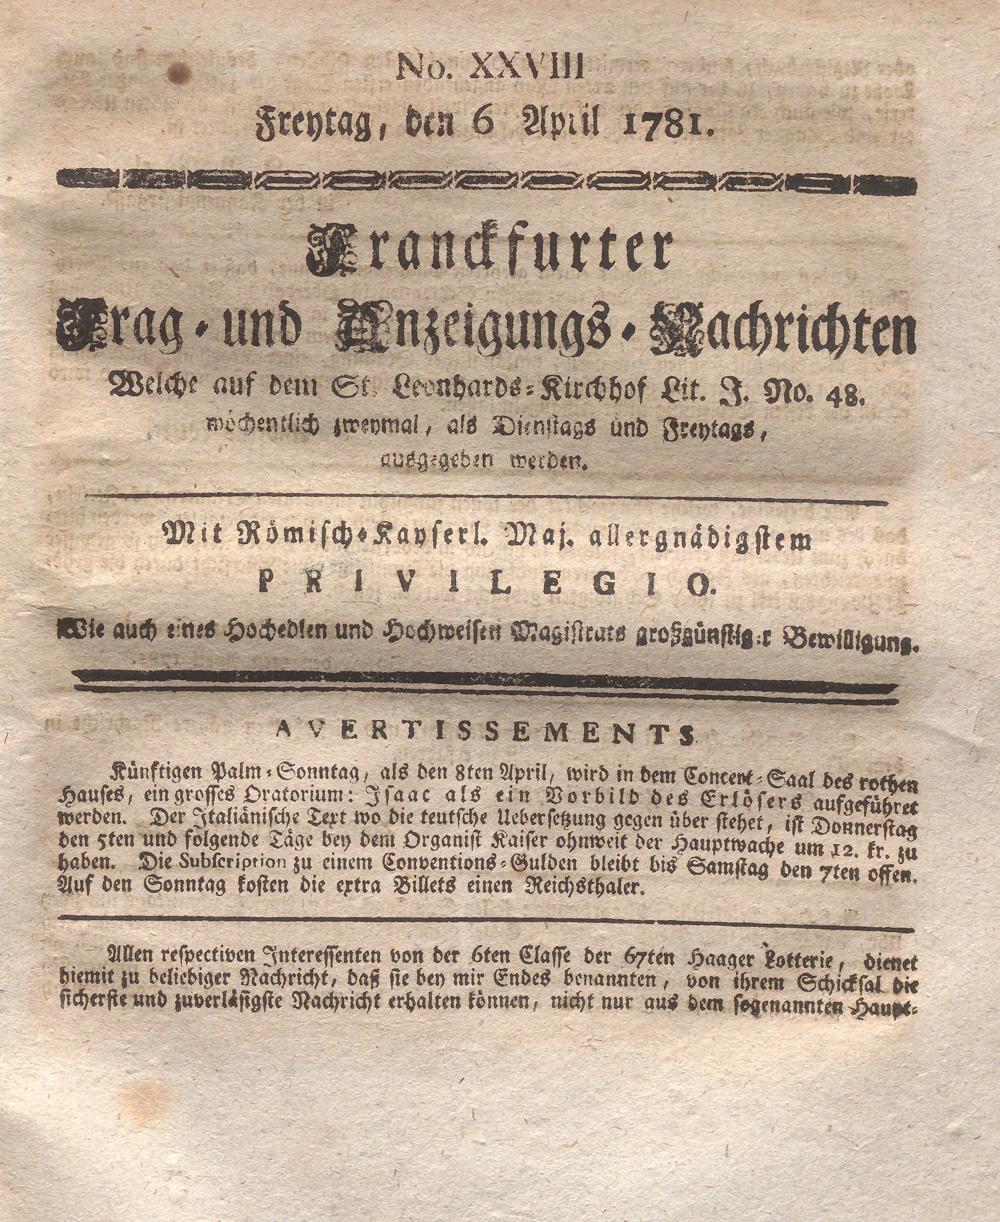 No. XXVIII
Freytag, den 6 April 1781.
Franckfurter
Frag- und Anzeigungs-Nachrichten
Welche auf dem St. Leonhards-Kirchhof Lit. J. No. 48.
wöchentlich zweymal, als Dienstags und Freytags,
ausgegeben werden.
Mit Römisch-Kayserl. Maj. allergnädigstem
PRIVILEGIO.
Wie auch eines Hochedlen und Hochweisen Magistrats großgünstiger Bewilligung.
AVERTISSEMENTS
Künftigen Palm-Sonntag, als den 8ten April, wird in dem Concent-Saal des rothen
Hauses, ein grosses Oratorium: Isaac als ein Vorbild des Erlösers aufgeführet
werden. Der Italiänische Text wo die teutsche Uebersetzung gegen über stehet, ist Donnerstag
den 5ten und folgende Täge bey dem Organist Kaiser ohnweit der Hauptwache um 12. kr. zu
haben. Die Subscription zu einem Conventions-Gulden bleibt bis Samstag den 7ten offen.
Auf den Sonntag kosten die extra Billets einen Reichsthaler.
Allen respectiven Interessenten von der 6ten Classe der 67ten Haager Lotterie, dienet
hiemit zu beliebiger Nachricht, daß sie bey mir Endes benannten, von ihrem Schicksal die
sicherste und zuverläsigste Nachricht erhalten können, nicht nur aus dem sogenannten Haupt-